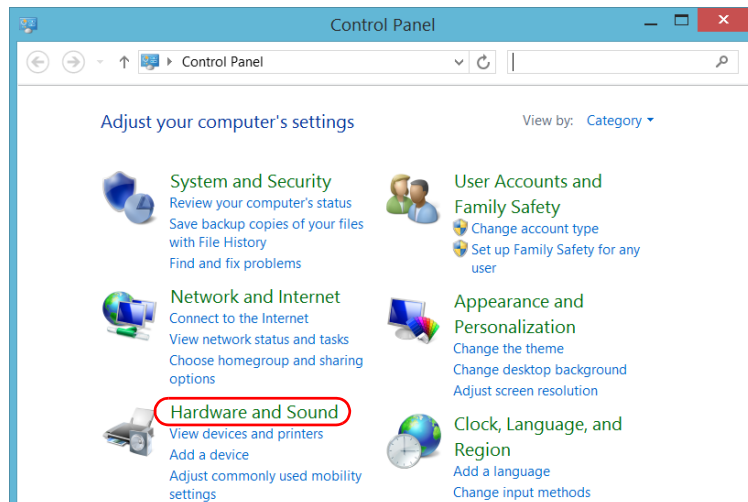 Control Panel
Control Panel
Adjust your computer's settings
View by: Category
System and Security
Review your computer's status
Save backup copies of your files
with File History
Find and fix problems
Network and Internet
Connect to the Internet
View network status and tasks
Choose homegroup and sharing
options
Hardware and Sound
View devices and printers
Add a device
Adjust commonly used mobility
settings
User Accounts and
Family Safety
Change account type
Set up Family Safety for any
user
Appearance and
Personalization
Change the theme
Change desktop background
Adjust screen resolution
Clock, Language, and
Region
Add a language
Change input methods